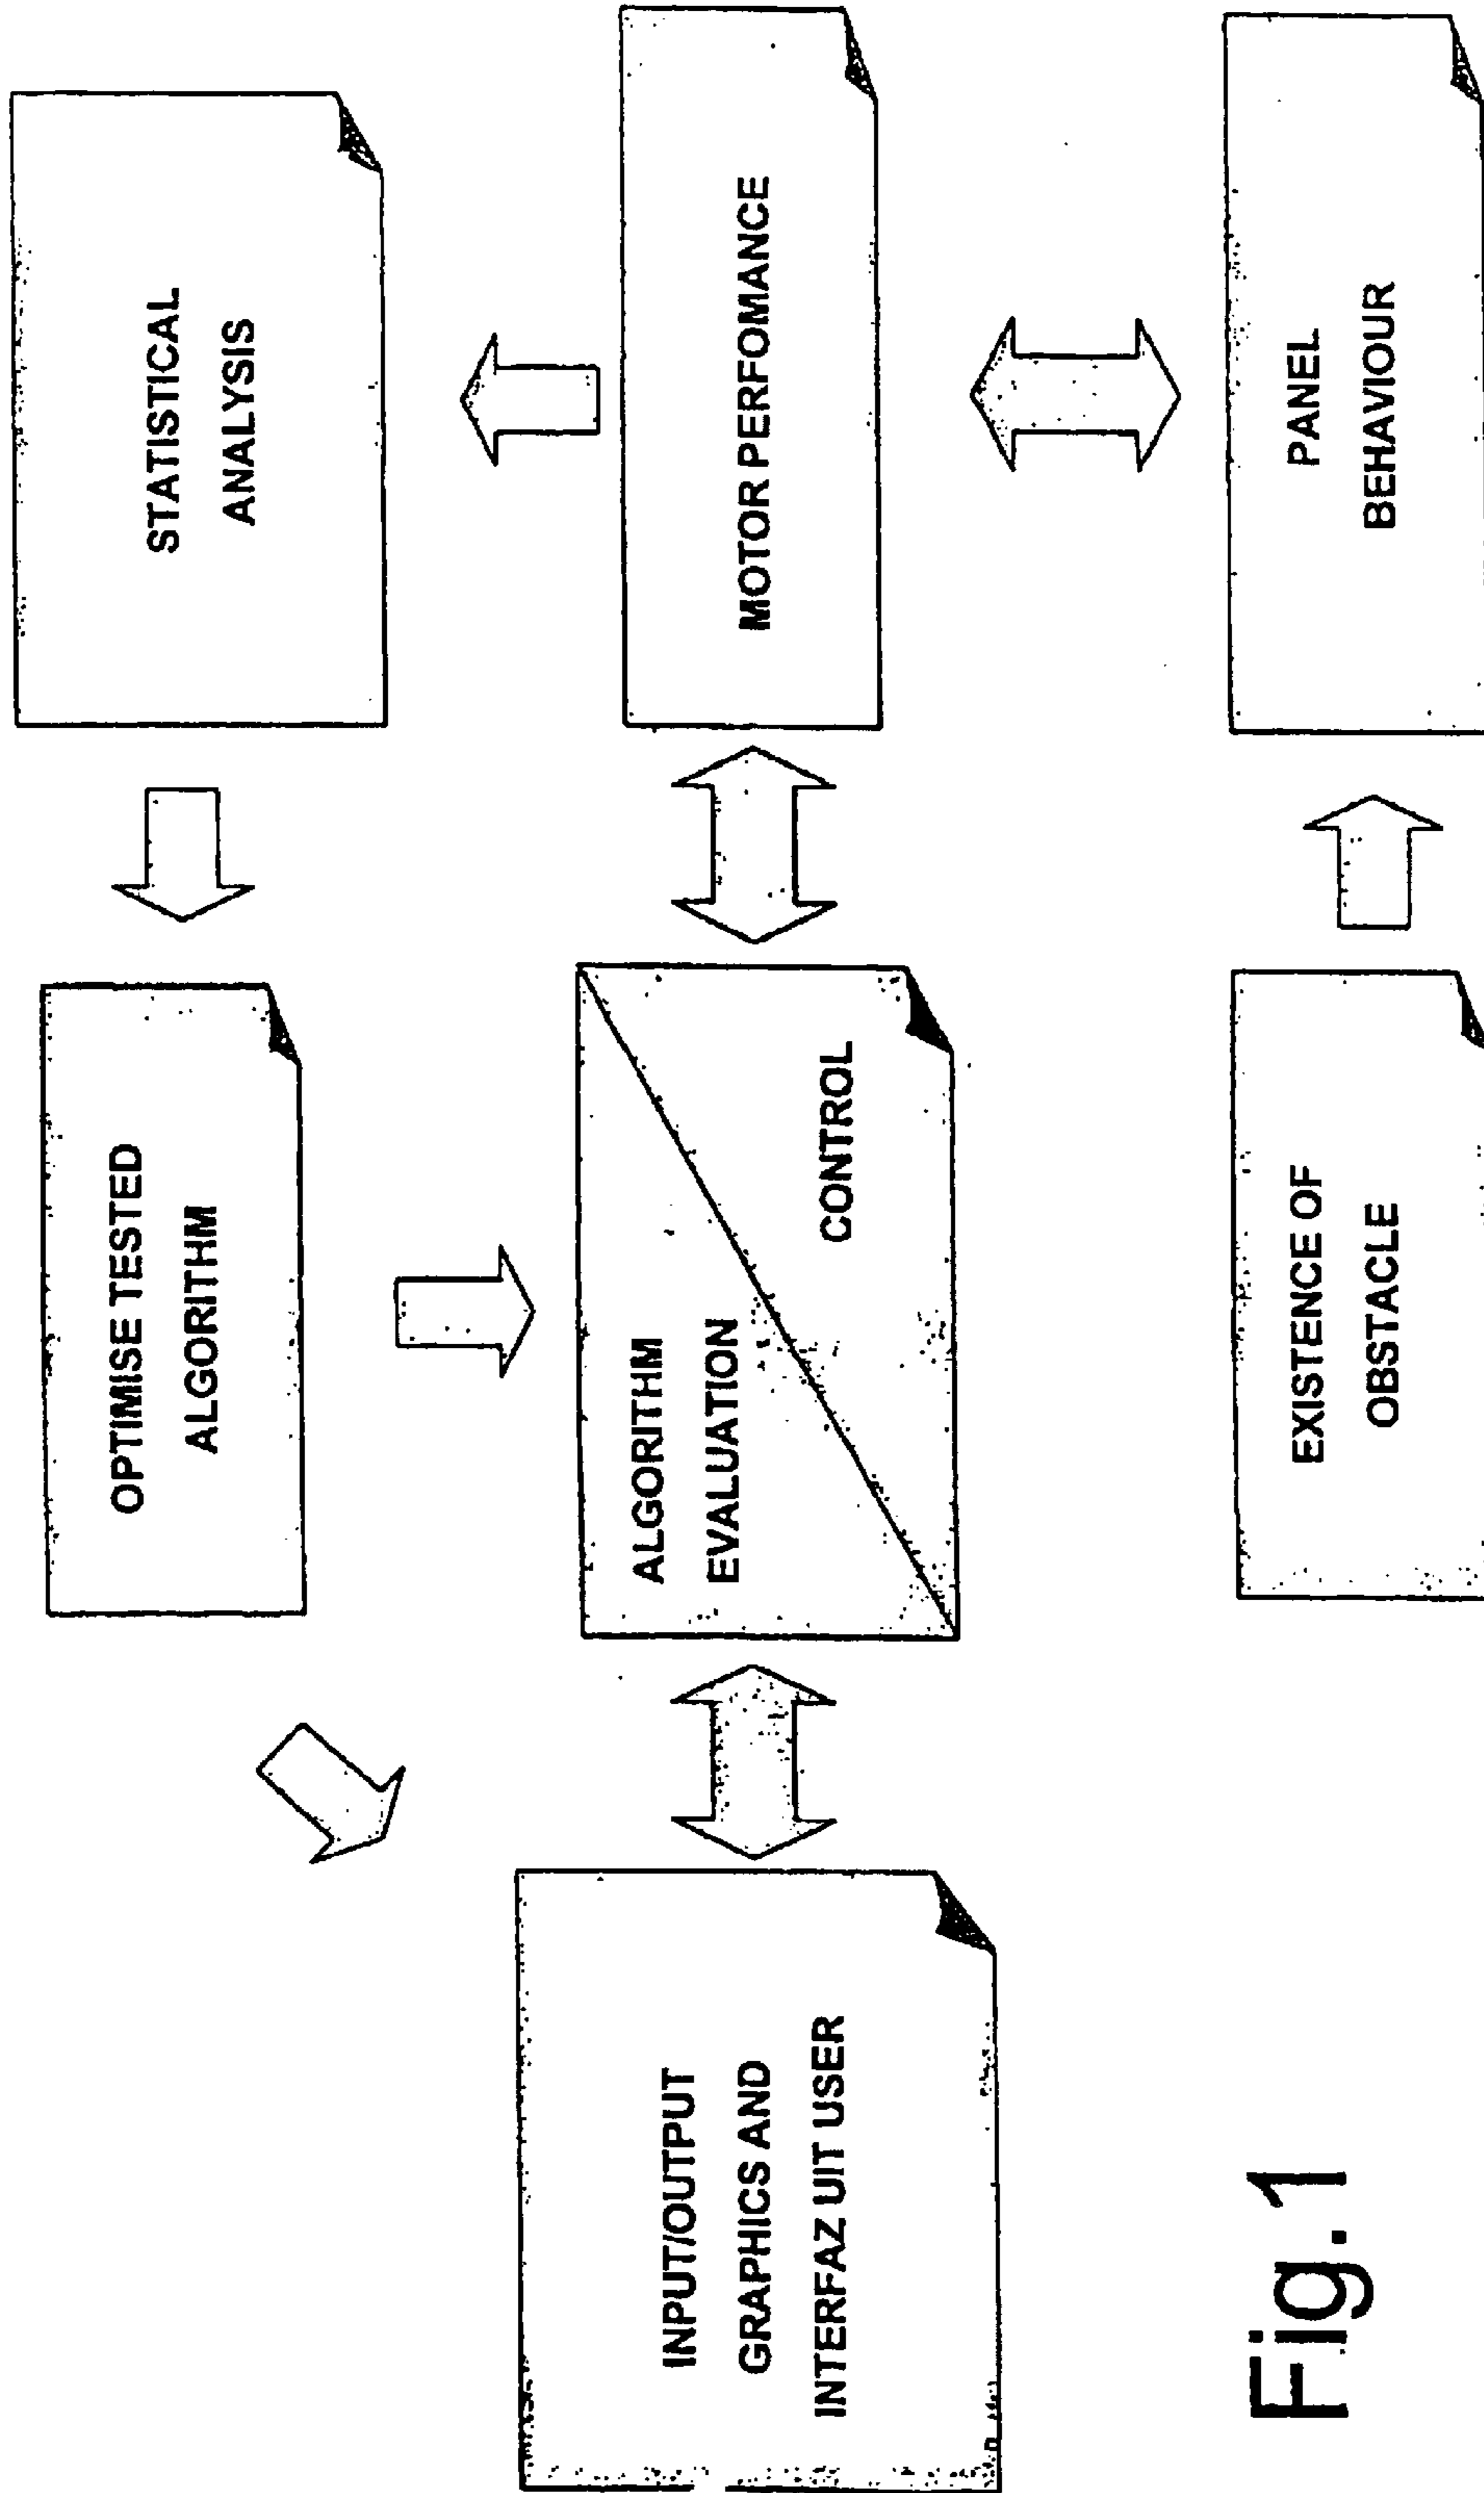 OPTIMISE TESTED
ALGORITHM
STATISTICAL
ANALYSIS
INPUT/OUTPUT
GRAPHICS AND
INTERFAZ UIT USER
ALGORITHM
EVALUATION
CONTROL
MOTOR PERFOMANCE
EXISTENCE OF
OBSTACLE
PANEL
BEHAVIOUR
Fig.1